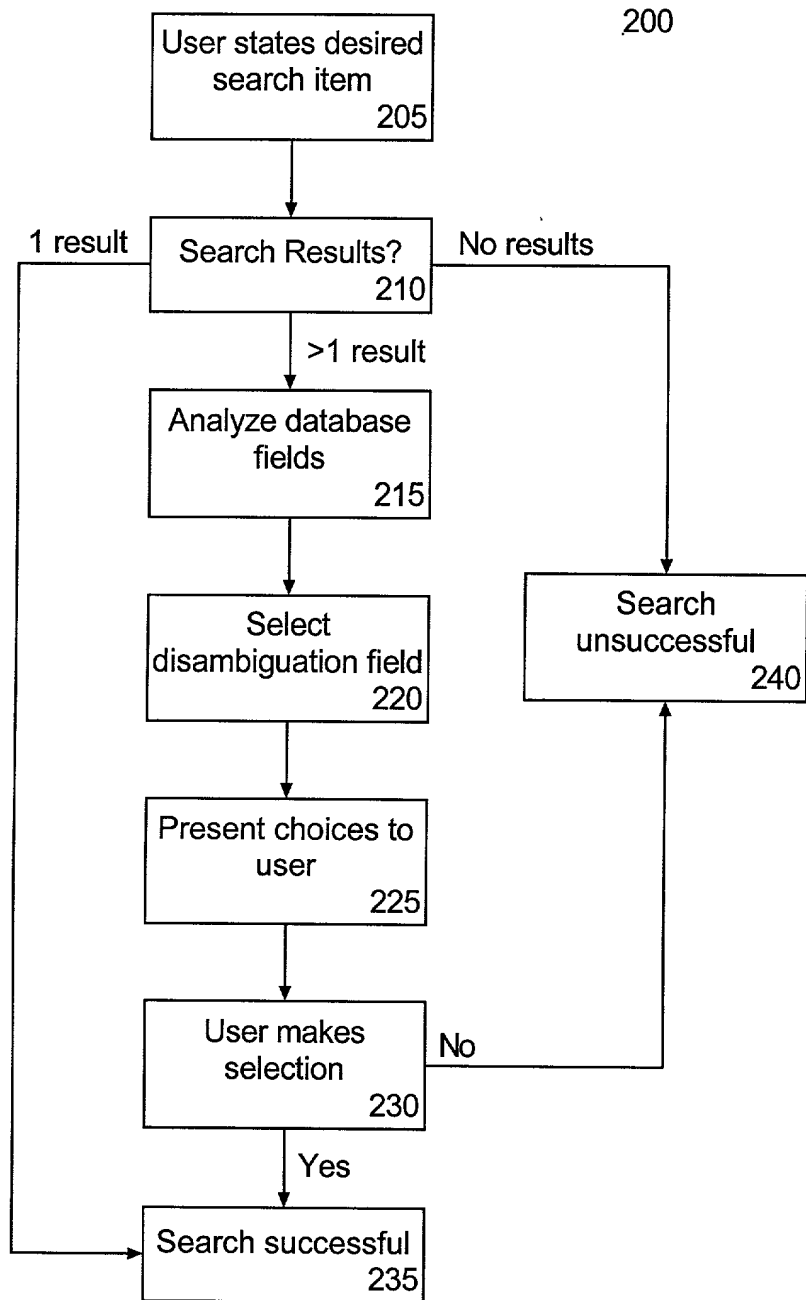 200
User states desired
search item
205
1 result
Search Results?
210
No results
>1 result
Analyze database
fields
215
Select
disambiguation field
220
Search
unsuccessful
240
Present choices to
user
225
User makes
selection
230
No
Yes
Search successful
235